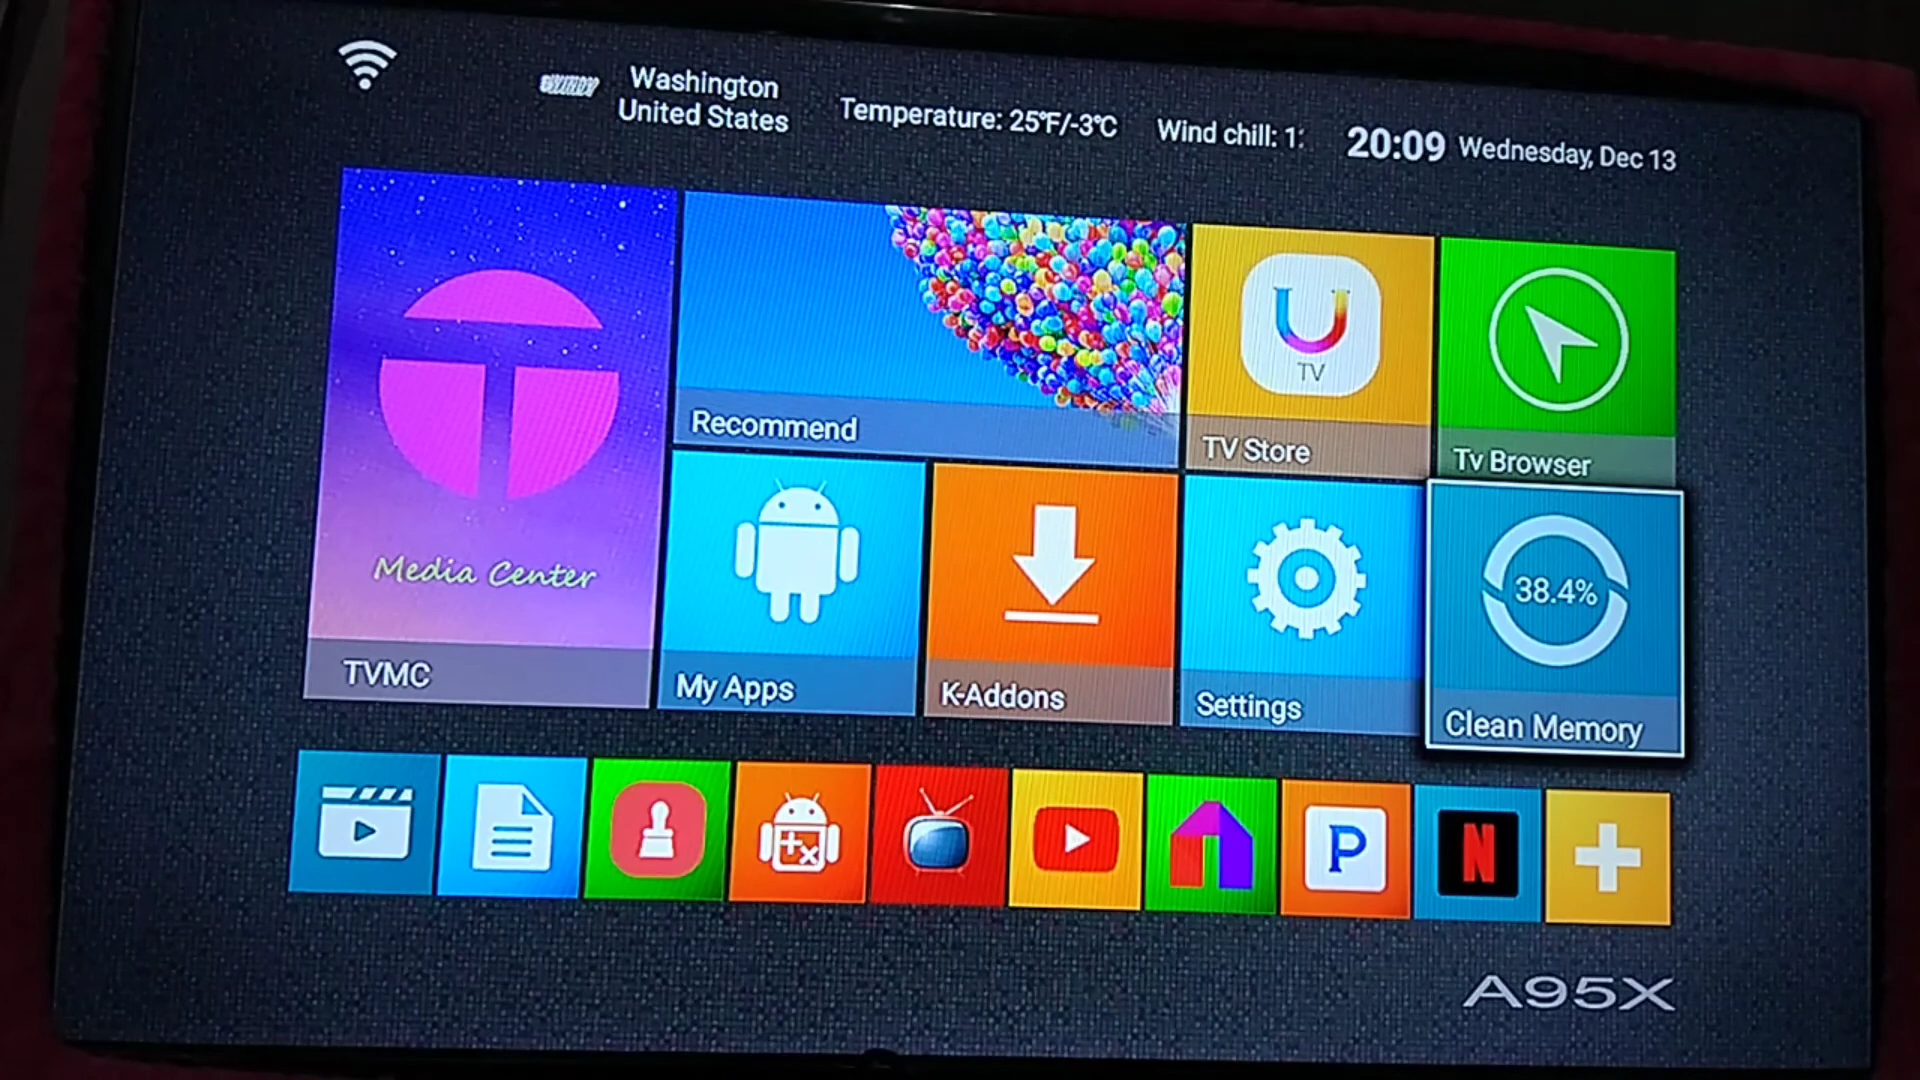 Washington
United States
Temperature: 25℉/-3℃
Wind chill: 1
20:09 Wednesday, Dec 13
Media Center
TVMC
Recommend
TV
TV Store
Tv Browser
My Apps
K-Addons
Settings
38.4%
Clean Memory
P
N
A95X